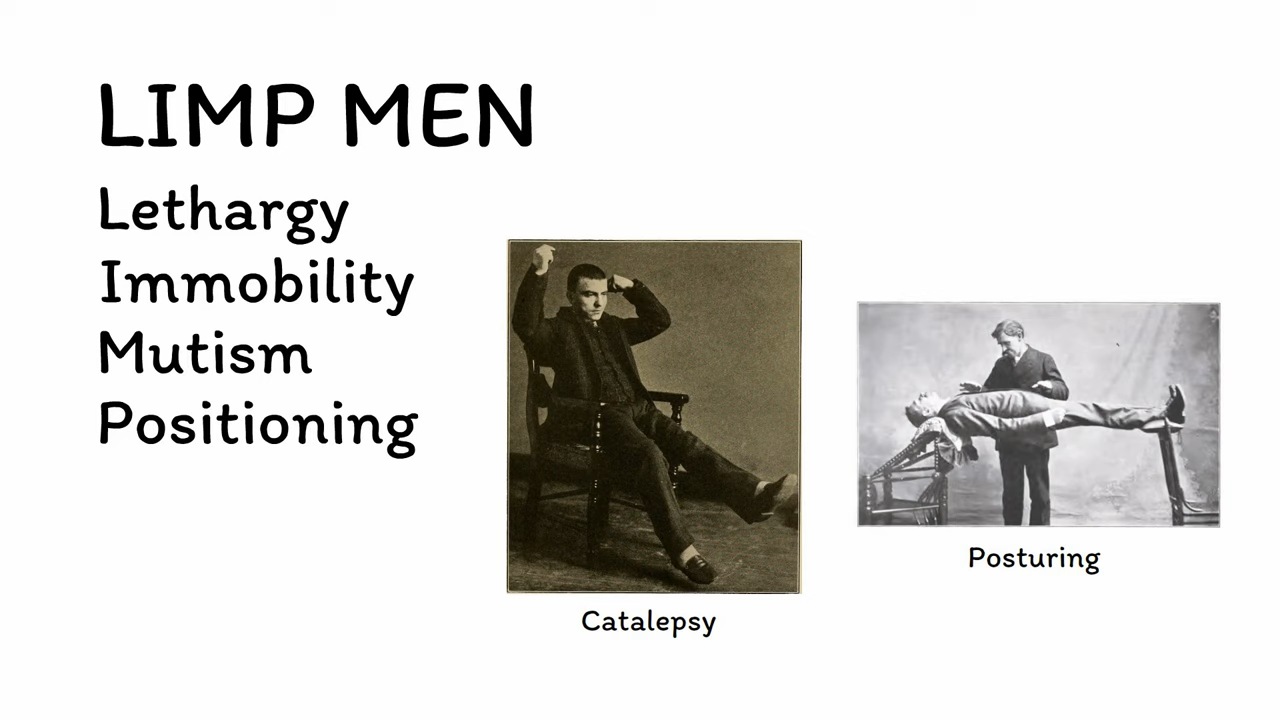 LIMP MEN
Lethargy
Immobility
Mutism
Positioning
Catalepsy
Posturing